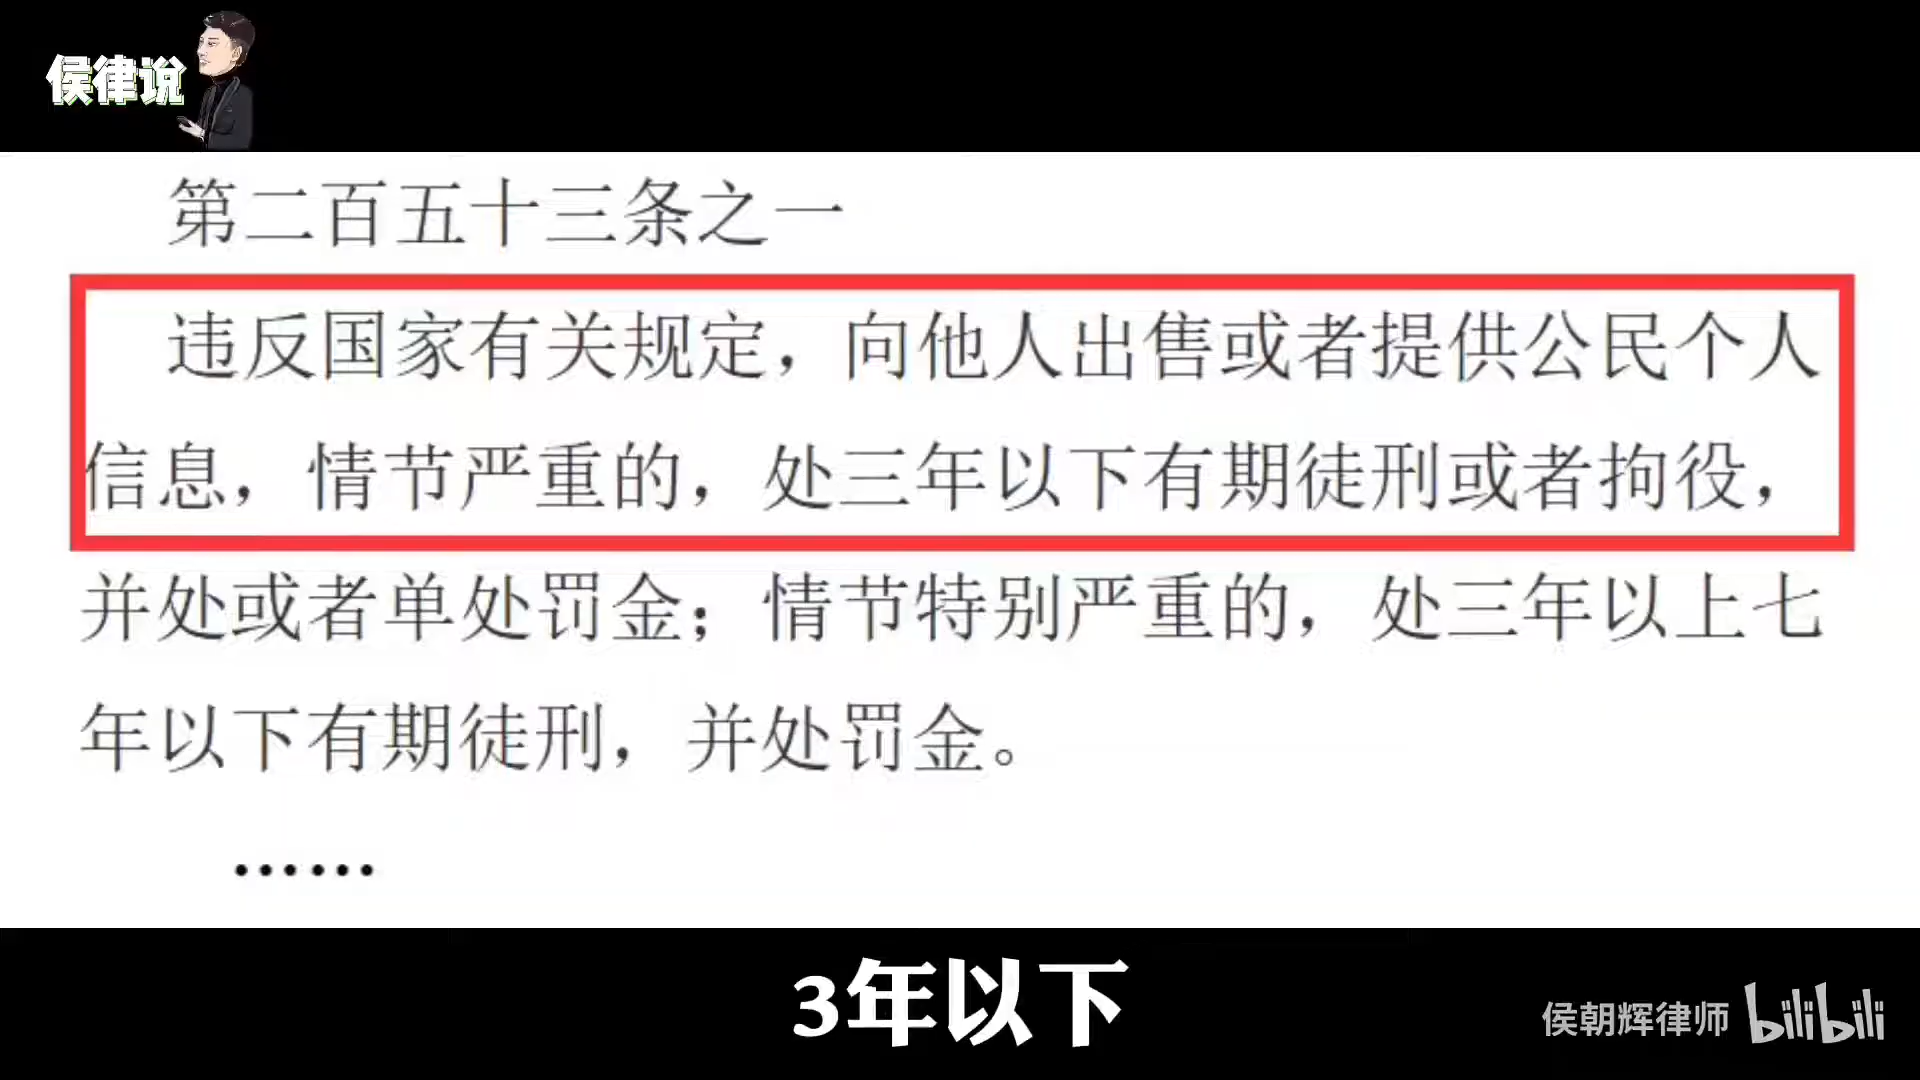 侯律说
第二百五十三条之一
违反国家有关规定，向他人出售或者提供公民个人
信息，情节严重的，处三年以下有期徒刑或者拘役，
并处或者单处罚金；情节特别严重的，处三年以上七
年以下有期徒刑，并处罚金。
……
3年以下
侯朝辉律师 bilibili